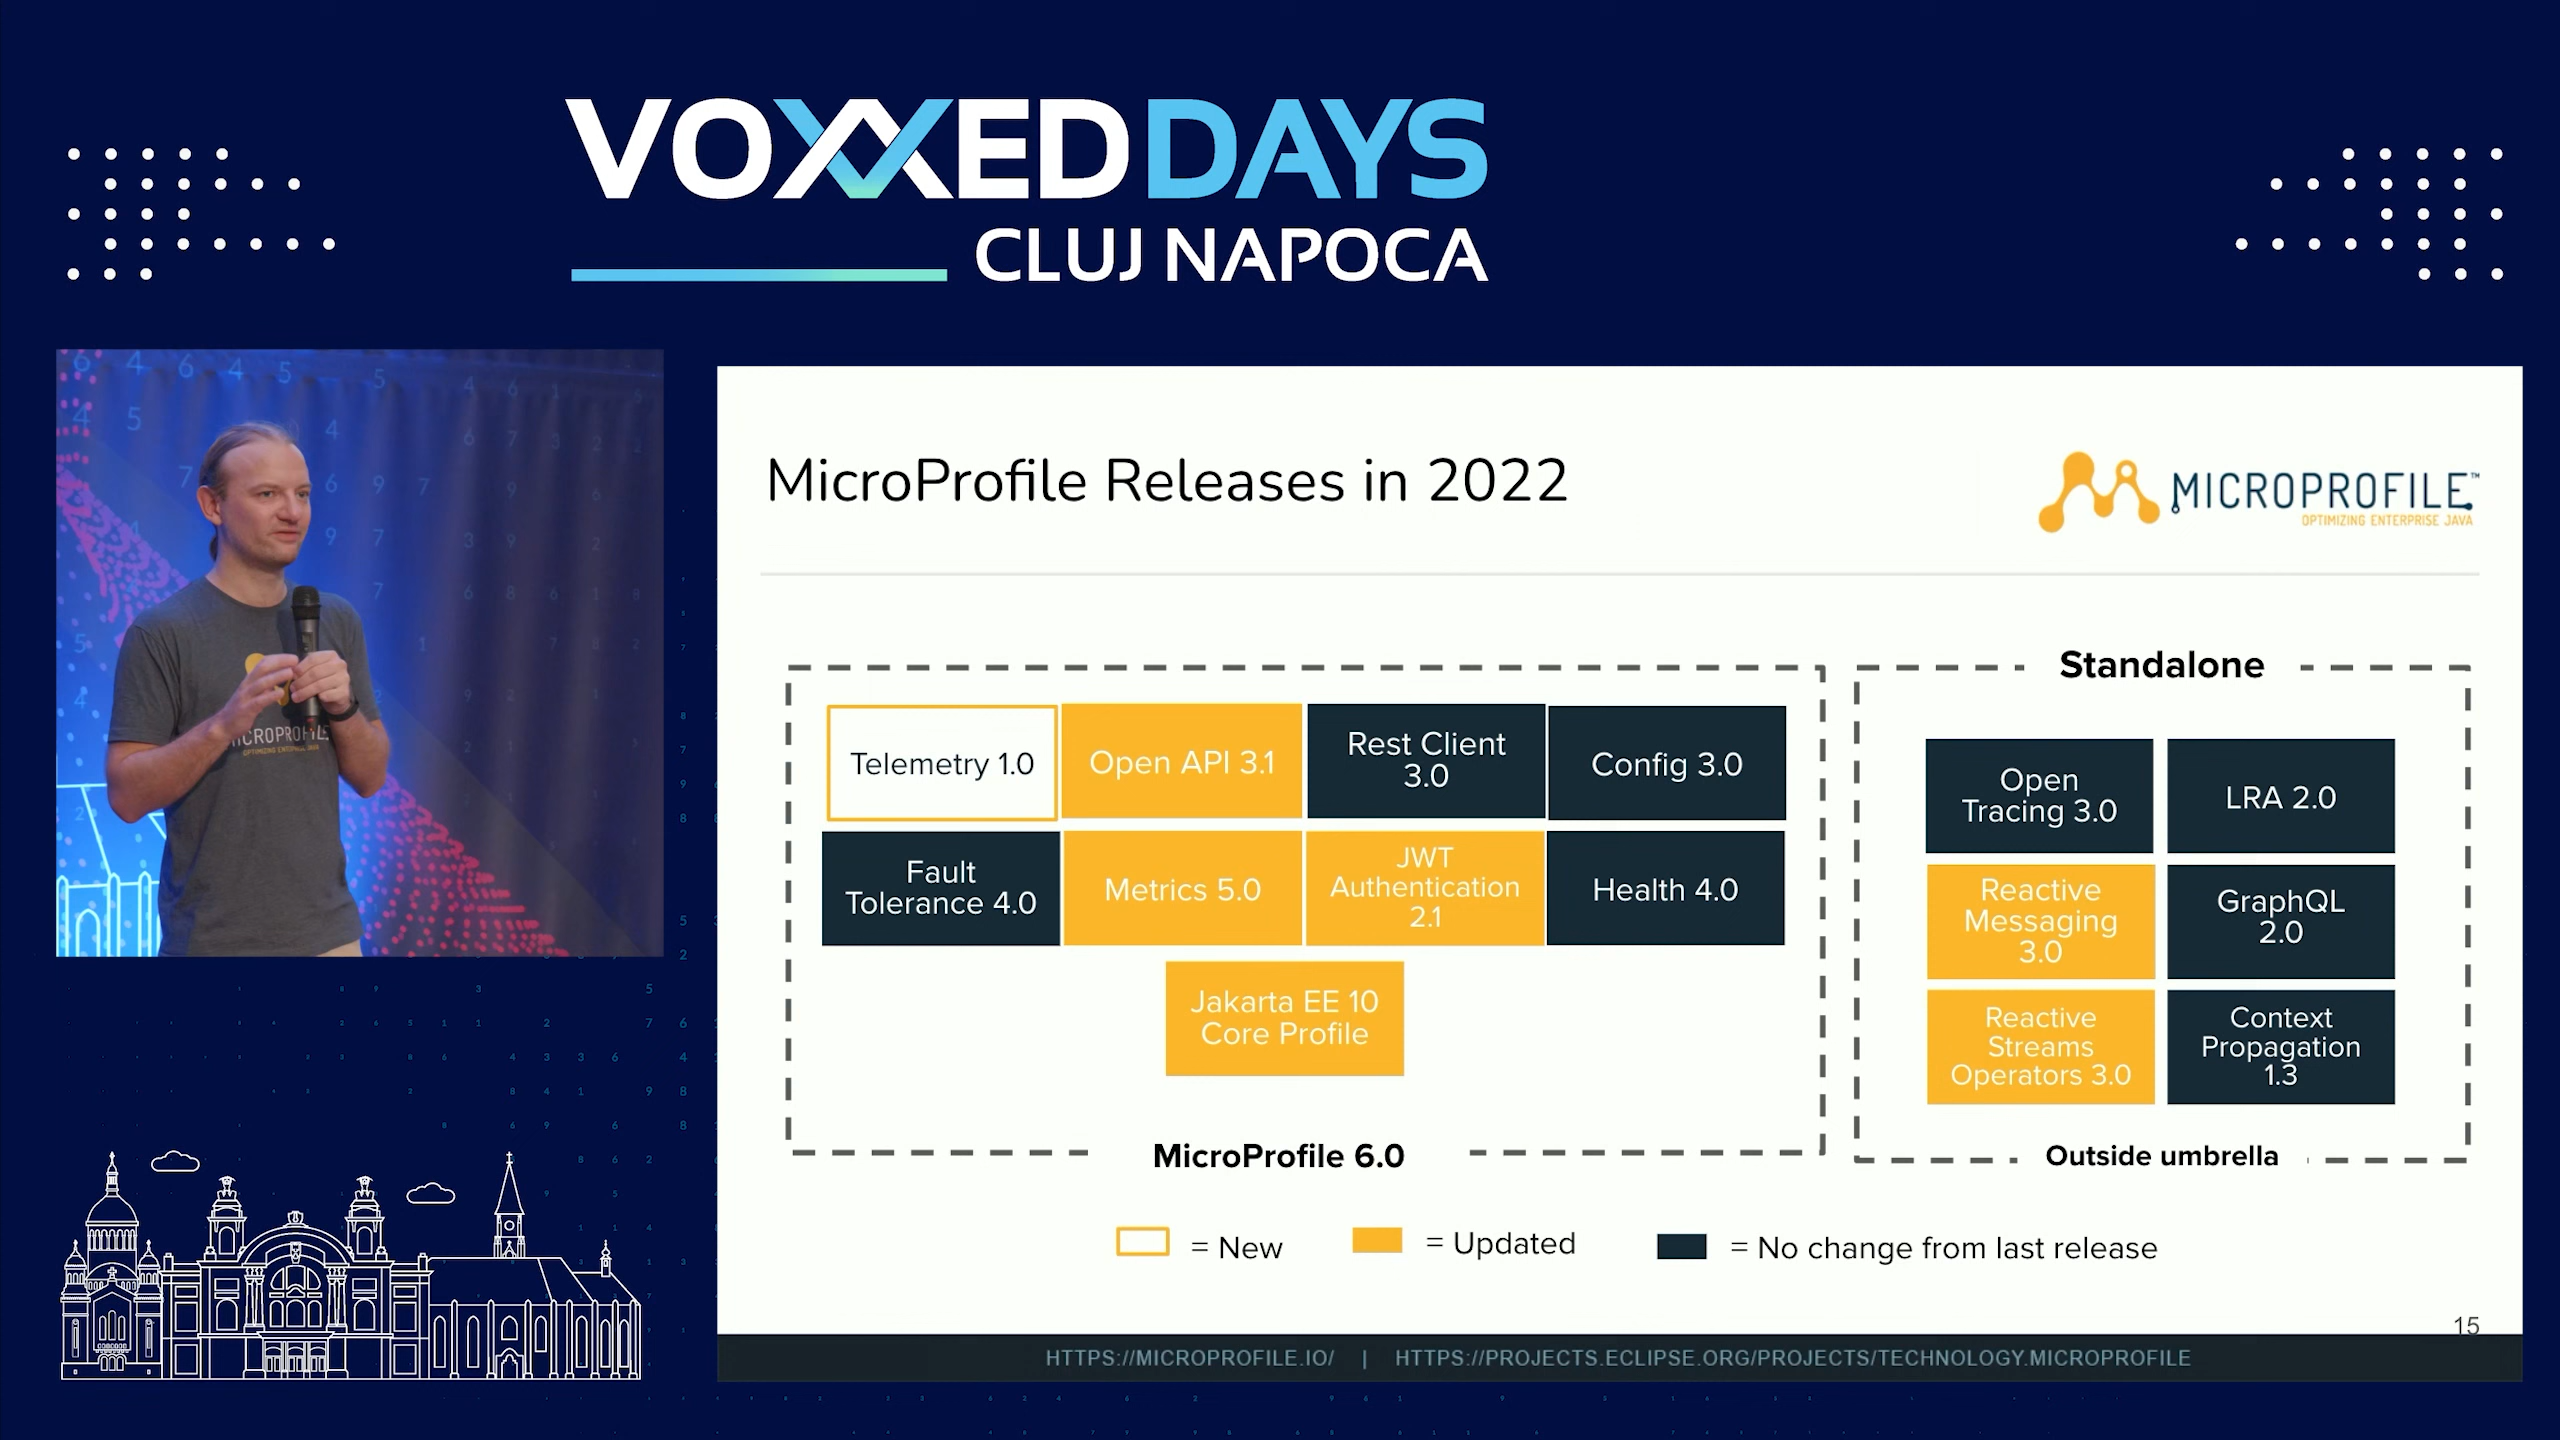 VOXXEDDAYS
CLUJ NAPOCA
MicroProfile Releases in 2022
MICROPROFILE™
OPTIMIZING ENTERPRISE JAVA
Telemetry 1.0
Open API 3.1
Rest Client
3.0
Config 3.0
Fault
Tolerance 4.0
Metrics 5.0
JWT
Authentication
2.1
Health 4.0
Jakarta EE 10
Core Profile
MicroProfile 6.0
Standalone
Open
Tracing 3.0
LRA 2.0
Reactive
Messaging
3.0
GraphQL
2.0
Reactive
Streams
Operators 3.0
Context
Propagation
1.3
Outside umbrella
= New
= Updated
= No change from last release
15
HTTPS://MICROPROFILE.IO/ | HTTPS://PROJECTS.ECLIPSE.ORG/PROJECTS/TECHNOLOGY.MICROPROFILE